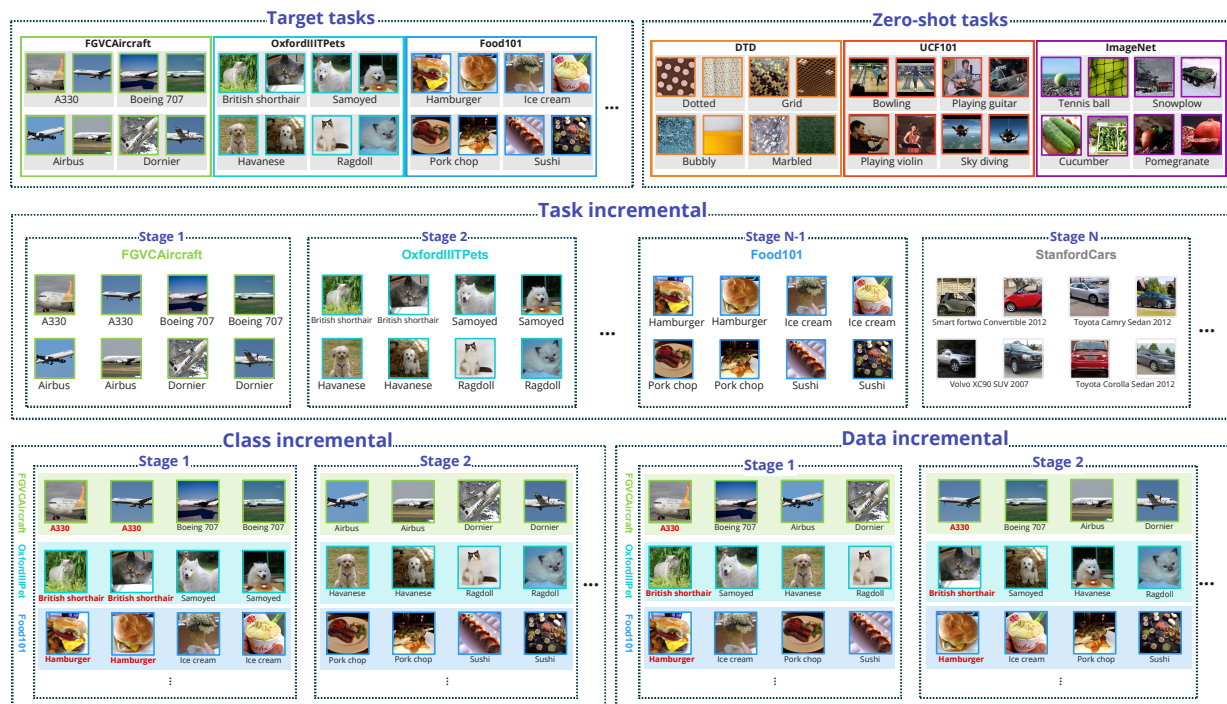 Target tasks
Zero-shot tasks
FGVCAircraft
OxfordIIITPets
Food101
DTD
UCF101
ImageNet
A330
Boeing 707
British shorthair
Samoyed
Hamburger
Ice cream
Dotted
Grid
Bowling
Playing guitar
Tennis ball
Snowplow
...
Airbus
Dornier
Havanese
Ragdoll
Pork chop
Sushi
Bubbly
Marbled
Playing violin
Sky diving
Cucumber
Pomegranate
Task incremental
Stage 1
Stage 2
Stage N-1
Stage N
FGVCAircraft
OxfordIIITPets
Food101
StanfordCars
A330
A330
Boeing 707
Boeing 707
British shorthair
British shorthair
Samoyed
Samoyed
Hamburger
Hamburger
Ice cream
Ice cream
Smart fortwo Convertible 2012
Toyota Camry Sedan 2012
...
...
Airbus
Airbus
Dornier
Dornier
Havanese
Havanese
Ragdoll
Ragdoll
Pork chop
Pork chop
Sushi
Sushi
Volvo XC90 SUV 2007
Toyota Corolla Sedan 2012
Class incremental
Stage 1
Stage 2
FGVCAircraft
A330
A330
Boeing 707
Boeing 707
Airbus
Airbus
Dornier
Dornier
OxfordIIIPet
British shorthair
British shorthair
Samoyed
Samoyed
Havanese
Havanese
Ragdoll
Ragdoll
...
Food101
Hamburger
Hamburger
Ice cream
Ice cream
Pork chop
Pork chop
Sushi
Sushi
...
...
Data incremental
Stage 1
Stage 2
FGVCAircraft
A330
Boeing 707
Airbus
Dornier
A330
Boeing 707
Airbus
Dornier
OxfordIIIPet
British shorthair
Samoyed
Havanese
Ragdoll
British shorthair
Samoyed
Havanese
Ragdoll
...
Food101
Hamburger
Ice cream
Pork chop
Sushi
Hamburger
Ice cream
Pork chop
Sushi
...
...